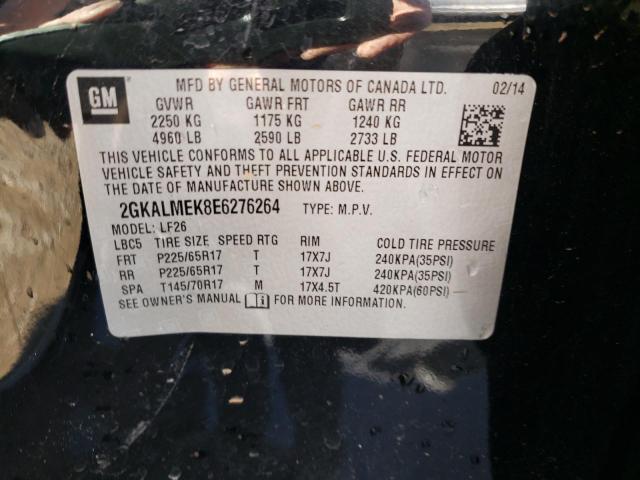 GM
MFD BY GENERAL MOTORS OF CANADA LTD. 02/14
GVWR GAWR FRT GAWR RR
2250 KG 1175 KG 1240 KG
4960 LB 2590 LB 2733 LB
THIS VEHICLE CONFORMS TO ALL APPLICABLE U.S. FEDERAL MOTOR
VEHICLE SAFETY AND THEFT PREVENTION STANDARDS IN EFFECT ON
THE DATE OF MANUFACTURE SHOWN ABOVE.
2GKALMEK8E6276264 TYPE: M.P.V.
MODEL: LF26
LBC5 TIRE SIZE SPEED RTG RIM COLD TIRE PRESSURE
FRT P225/65R17 T 17X7J 240KPA(35PSI)
RR P225/65R17 T 17X7J 240KPA(35PSI)
SPA T145/70R17 M 17X4.5T 420KPA(60PSI)
SEE OWNER'S MANUAL FOR MORE INFORMATION.